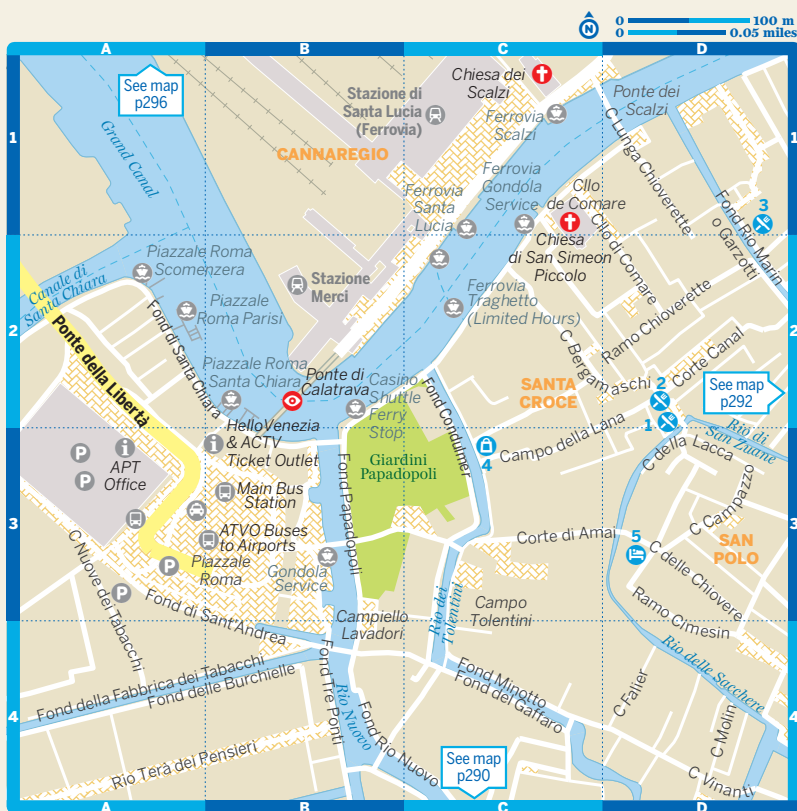 N
0
100 m
0
0.05 miles
A
B
C
D
1
2
3
4
See map
p296
Grand Canal
Stazione di
Santa Lucia
(Ferrovia)
CANNAREGIO
Chiesa dei
Scalzi
Ferrovia
Scalzi
Ponte dei
Scalzi
C Lunga Chioverette
Ferrovia
Gondola
Service
Ferrovia
Santa
Lucia
Cllo
de Comare
Chiesa
di San Simeon
Piccolo
Cllo di Comare
3
Fond Rio Marin
o Garzotti
Canale di
Santa Chiara
Piazzale Roma
Scomenzera
Piazzale
Roma Parisi
Stazione
Merci
Ferrovia
Traghetto
(Limited Hours)
Ramo Chioverette
C Bergamaschi
Corte Canal
Ponte della Libertà
Fond di Santa Chiara
Piazzale Roma
Santa Chiara
Ponte di
Calatrava
Casino
Shuttle
Ferry
Stop
Fond Condulmer
SANTA
CROCE
2
1
See map
p292
Rio di
San Zuane
HelloVenezia
& ACTV
Ticket Outlet
Giardini
Papadopoli
4
Campo della Lana
C della Lacca
P
P
APT
Office
Main Bus
Station
ATVO Buses
to Airports
Piazzale
Roma
P
P
Gondola
Service
Fond Papadopoli
Corte di Amai
5
C Campazzo
SAN
POLO
C delle Chiovere
C Nuove dei Tabacchi
Fond di Sant'Andrea
Campiello
Lavadori
Rio dei
Tolentini
Campo
Tolentini
Ramo Cimesin
Rio delle Sacchere
Fond della Fabbrica dei Tabacchi
Fond delle Burchielle
Fond Tre Ponti
Rio Nuovo
Fond Rio Nuovo
Fond Minotto
Fond del Gaffaro
C Falier
C Molin
C Vinanti
Rio Terà dei Pensieri
See map
p290
1
2
3
4
A
B
C
D